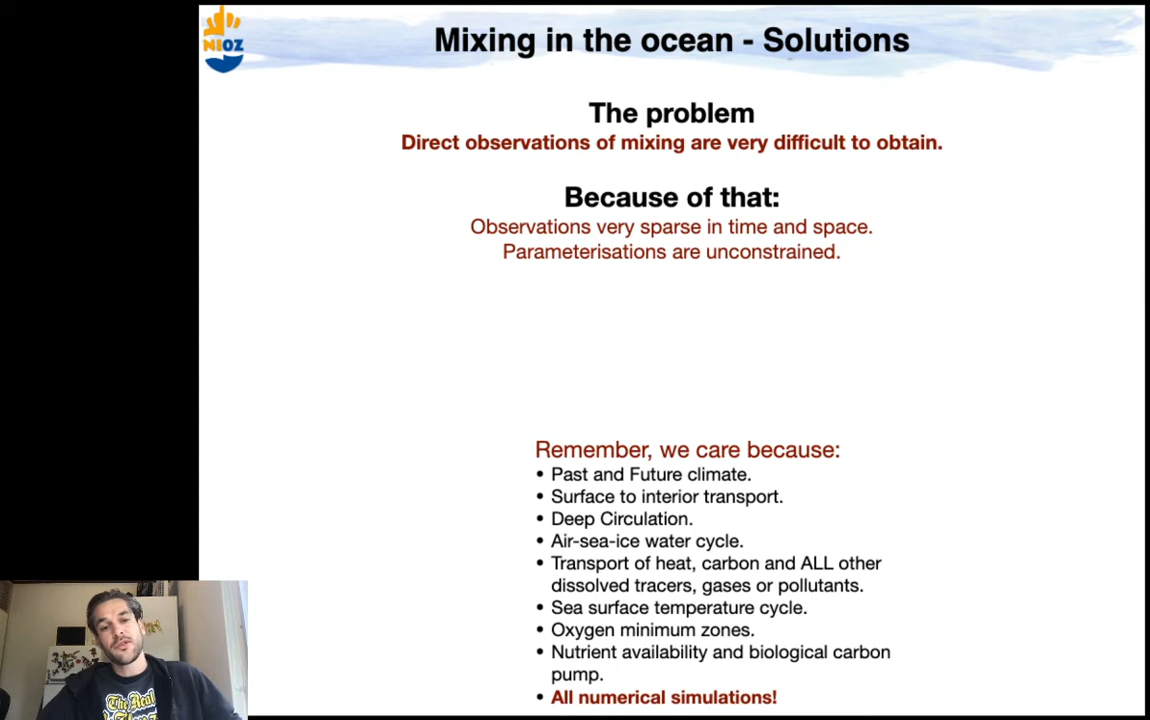 NIOZ
Mixing in the ocean - Solutions
The problem
Direct observations of mixing are very difficult to obtain.
Because of that:
Observations very sparse in time and space.
Parameterisations are unconstrained.
Remember, we care because:
• Past and Future climate.
• Surface to interior transport.
• Deep Circulation.
• Air-sea-ice water cycle.
• Transport of heat, carbon and ALL other
dissolved tracers, gases or pollutants.
• Sea surface temperature cycle.
• Oxygen minimum zones.
• Nutrient availability and biological carbon
pump.
• All numerical simulations!
The Real